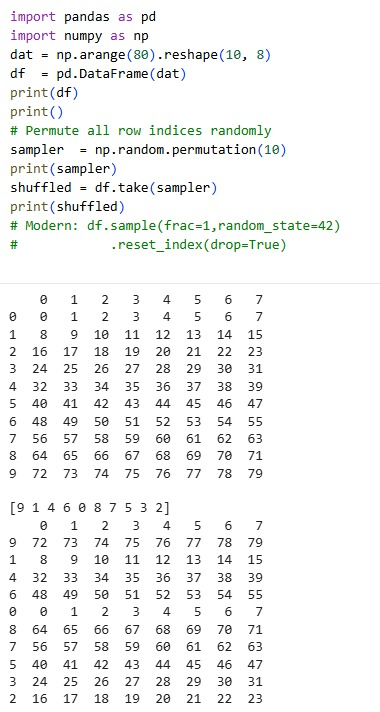 import pandas as pd
import numpy as np
dat = np.arange(80).reshape(10, 8)
df  = pd.DataFrame(dat)
print(df)
print()
# Permute all row indices randomly
sampler  = np.random.permutation(10)
print(sampler)
shuffled = df.take(sampler)
print(shuffled)
# Modern: df.sample(frac=1,random_state=42)
#           .reset_index(drop=True)
    0   1   2   3   4   5   6   7
0   0   1   2   3   4   5   6   7
1   8   9  10  11  12  13  14  15
2  16  17  18  19  20  21  22  23
3  24  25  26  27  28  29  30  31
4  32  33  34  35  36  37  38  39
5  40  41  42  43  44  45  46  47
6  48  49  50  51  52  53  54  55
7  56  57  58  59  60  61  62  63
8  64  65  66  67  68  69  70  71
9  72  73  74  75  76  77  78  79
[9 1 4 6 0 8 7 5 3 2]
    0   1   2   3   4   5   6   7
9  72  73  74  75  76  77  78  79
1   8   9  10  11  12  13  14  15
4  32  33  34  35  36  37  38  39
6  48  49  50  51  52  53  54  55
0   0   1   2   3   4   5   6   7
8  64  65  66  67  68  69  70  71
7  56  57  58  59  60  61  62  63
5  40  41  42  43  44  45  46  47
3  24  25  26  27  28  29  30  31
2  16  17  18  19  20  21  22  23